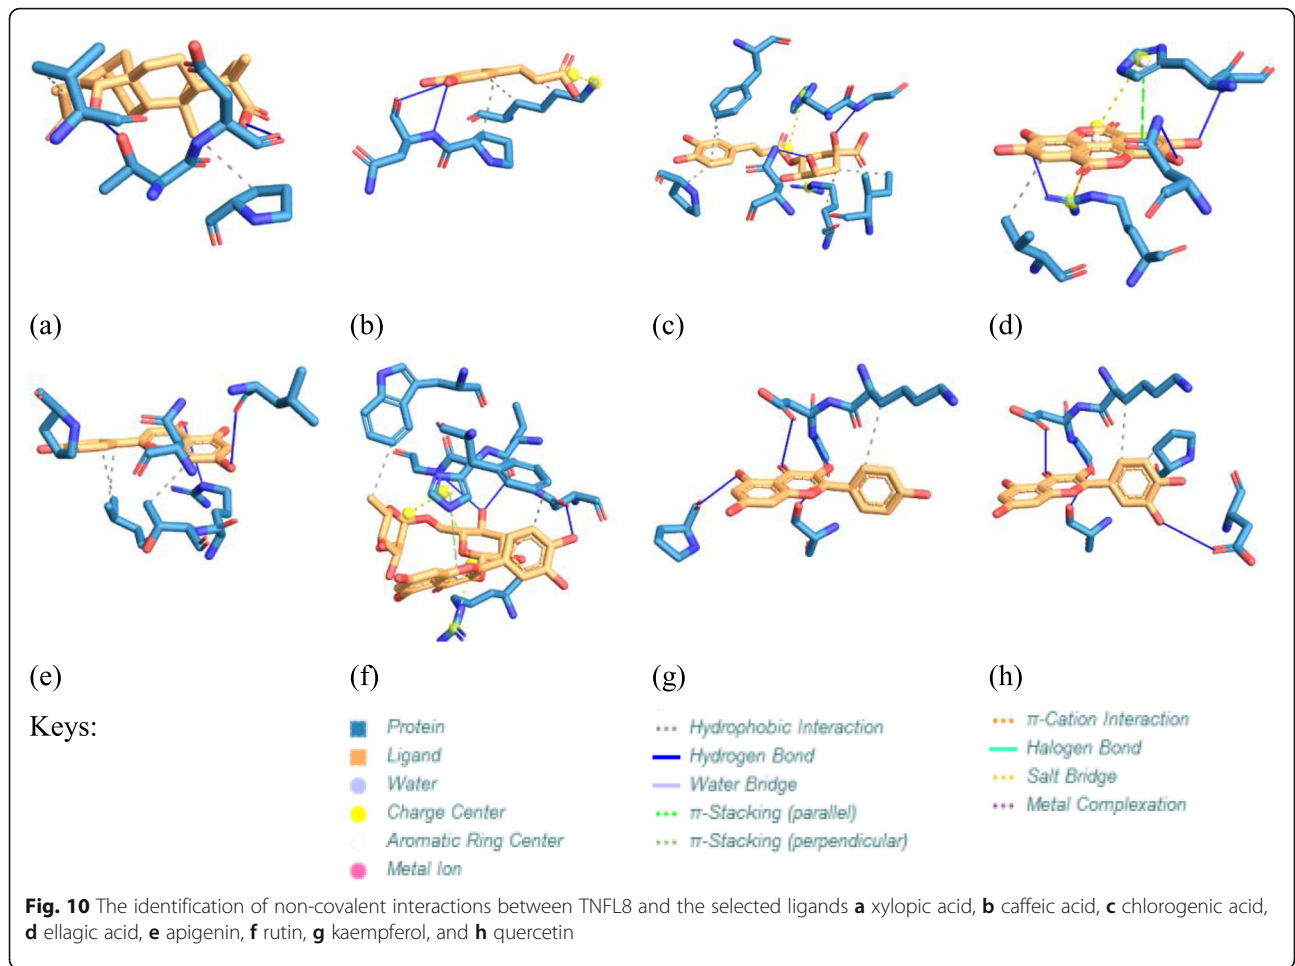 (a) (b) (c) (d)
(e) (f) (g) (h)
Keys:
Protein
Ligand
Water
Charge Center
Aromatic Ring Center
Metal Ion
Hydrophobic Interaction
Hydrogen Bond
Water Bridge
π-Stacking (parallel)
π-Stacking (perpendicular)
π-Cation Interaction
Halogen Bond
Salt Bridge
Metal Complexation
Fig. 10 The identification of non-covalent interactions between TNFL8 and the selected ligands a xylopic acid, b caffeic acid, c chlorogenic acid,
d ellagic acid, e apigenin, f rutin, g kaempferol, and h quercetin